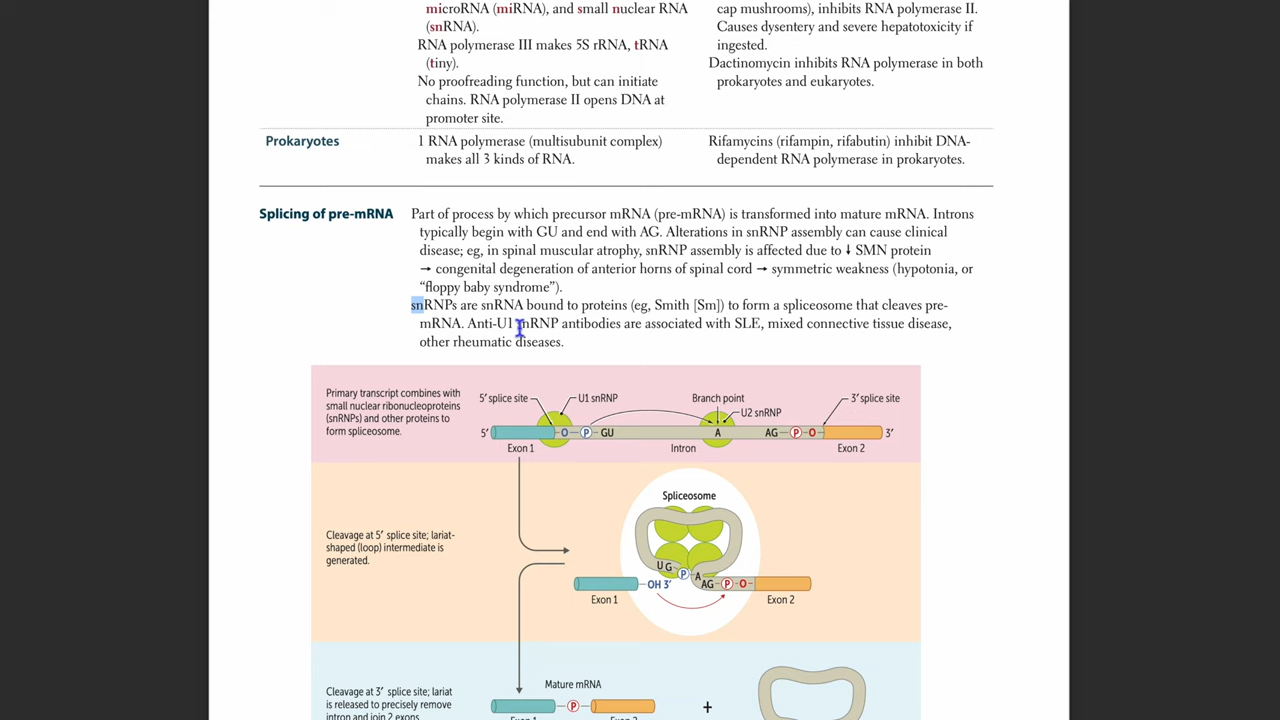 microRNA (miRNA), and small nuclear RNA
(snRNA).
RNA polymerase III makes 5S rRNA, tRNA
(tiny).
No proofreading function, but can initiate
chains. RNA polymerase II opens DNA at
promoter site.
cap mushrooms), inhibits RNA polymerase II.
Causes dysentery and severe hepatotoxicity if
ingested.
Dactinomycin inhibits RNA polymerase in both
prokaryotes and eukaryotes.
Prokaryotes
1 RNA polymerase (multisubunit complex)
makes all 3 kinds of RNA.
Rifamycins (rifampin, rifabutin) inhibit DNA-
dependent RNA polymerase in prokaryotes.
Splicing of pre-mRNA
Part of process by which precursor mRNA (pre-mRNA) is transformed into mature mRNA. Introns
typically begin with GU and end with AG. Alterations in snRNP assembly can cause clinical
disease; eg, in spinal muscular atrophy, snRNP assembly is affected due to ↓ SMN protein
→ congenital degeneration of anterior horns of spinal cord → symmetric weakness (hypotonia, or
“floppy baby syndrome”).
snRNPs are snRNA bound to proteins (eg, Smith [Sm]) to form a spliceosome that cleaves pre-
mRNA. Anti-U1 snRNP antibodies are associated with SLE, mixed connective tissue disease,
other rheumatic diseases.
Primary transcript combines with
small nuclear ribonucleoproteins
(snRNPs) and other proteins to
form spliceosome.
5′ splice site
U1 snRNP
Branch point
U2 snRNP
3′ splice site
5′
O
P
GU
A
AG
P
O
3′
Exon 1
Intron
Exon 2
Spliceosome
Cleavage at 5′ splice site; lariat-
shaped (loop) intermediate is
generated.
U G
P
A
OH 3′
AG
P
O
Exon 1
Exon 2
Mature mRNA
Cleavage at 3′ splice site; lariat
is released to precisely remove
intron and join 2 exons.
P
+
Exon 1
Exon 2